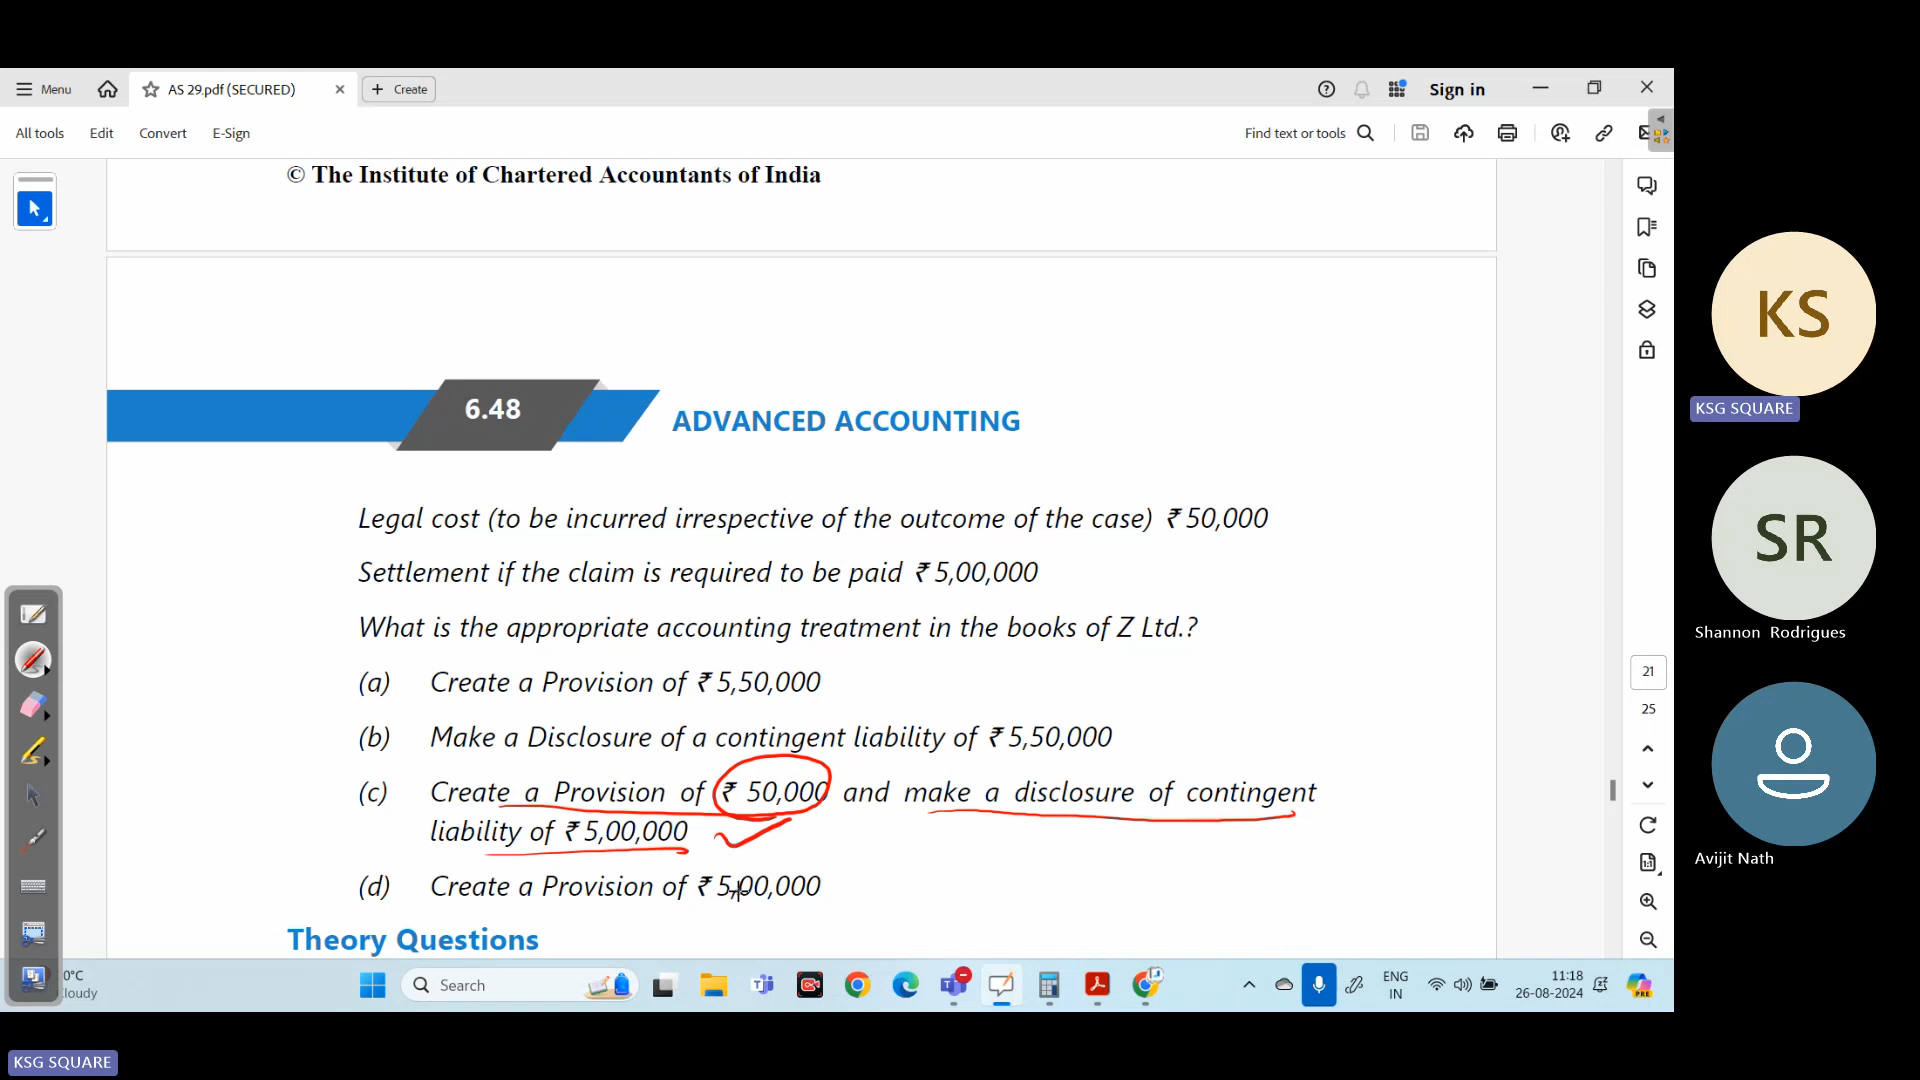 Menu
AS 29.pdf (SECURED)
Create
Sign in
All tools
Edit
Convert
E-Sign
Find text or tools
© The Institute of Chartered Accountants of India
6.48
ADVANCED ACCOUNTING
Legal cost (to be incurred irrespective of the outcome of the case) ₹ 50,000
Settlement if the claim is required to be paid ₹ 5,00,000
What is the appropriate accounting treatment in the books of Z Ltd.?
(a) Create a Provision of ₹ 5,50,000
(b) Make a Disclosure of a contingent liability of ₹ 5,50,000
(c) Create a Provision of ₹ 50,000 and make a disclosure of contingent
liability of ₹ 5,00,000
(d) Create a Provision of ₹ 5,00,000
Theory Questions
21
25
KS
KSG SQUARE
SR
Shannon Rodrigues
Avijit Nath
0°C
Cloudy
Search
ENG
IN
11:18
26-08-2024
PRE
KSG SQUARE